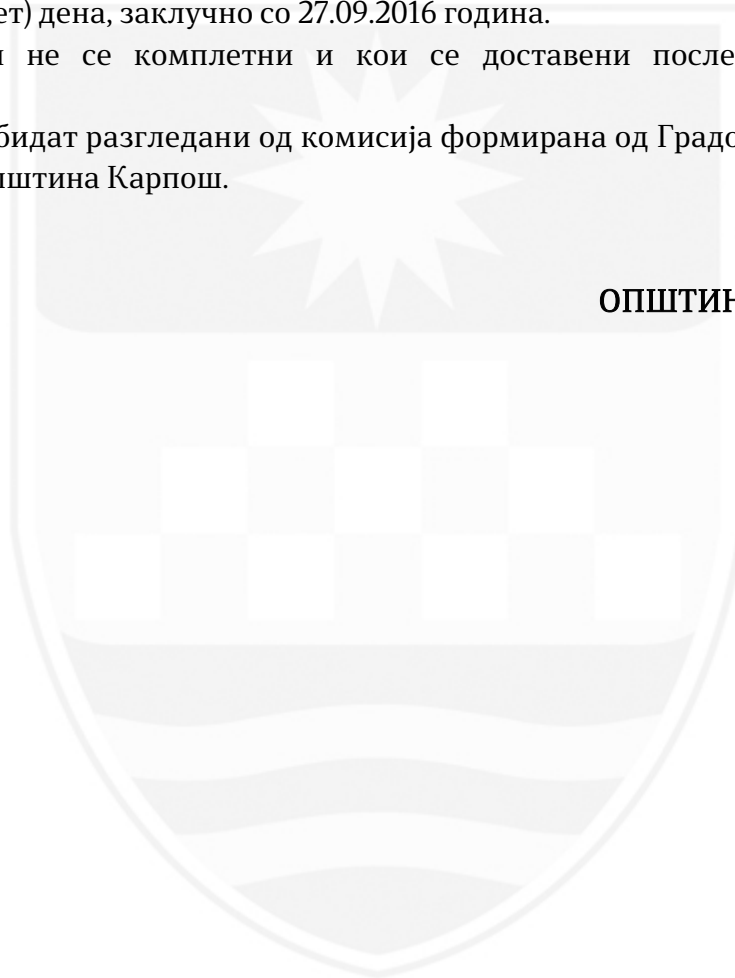 ет) дена, заклучно со 27.09.2016 година.
не се комплетни и кои се доставени после
бидат разгледани од комисија формирана од Градо
пштина Карпош.
ОПШТИН